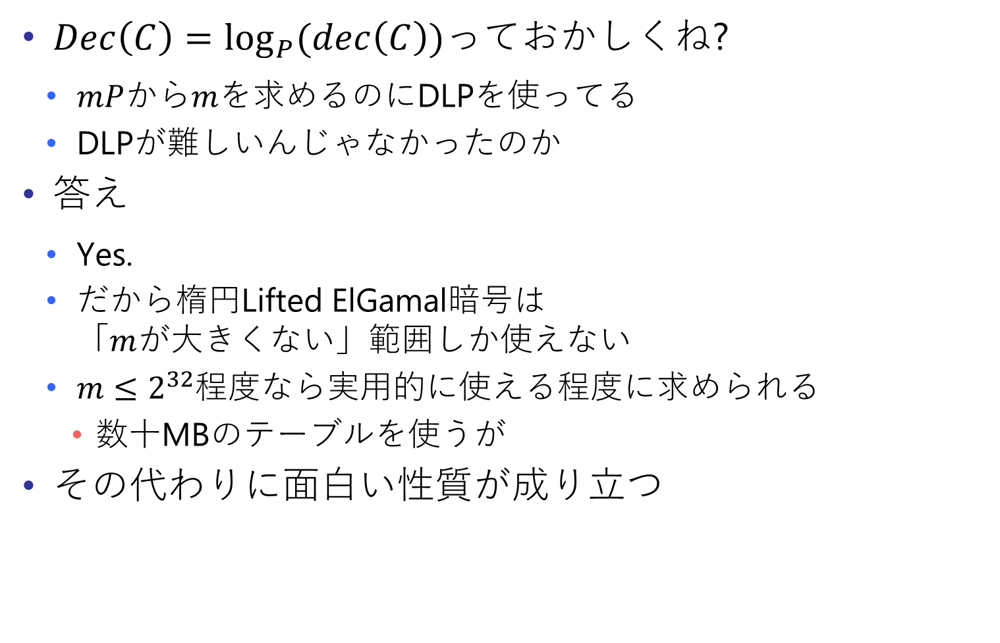 • Dec(C) = log_P(dec(C))っておかしくね?
• mPからmを求めるのにDLPを使ってる
• DLPが難しいんじゃなかったのか
• 答え
• Yes.
• だから楕円Lifted ElGamal暗号は
「mが大きくない」範囲しか使えない
• m ≤ 2^32程度なら実用的に使える程度に求められる
• 数十MBのテーブルを使うが
• その代わりに面白い性質が成り立つ